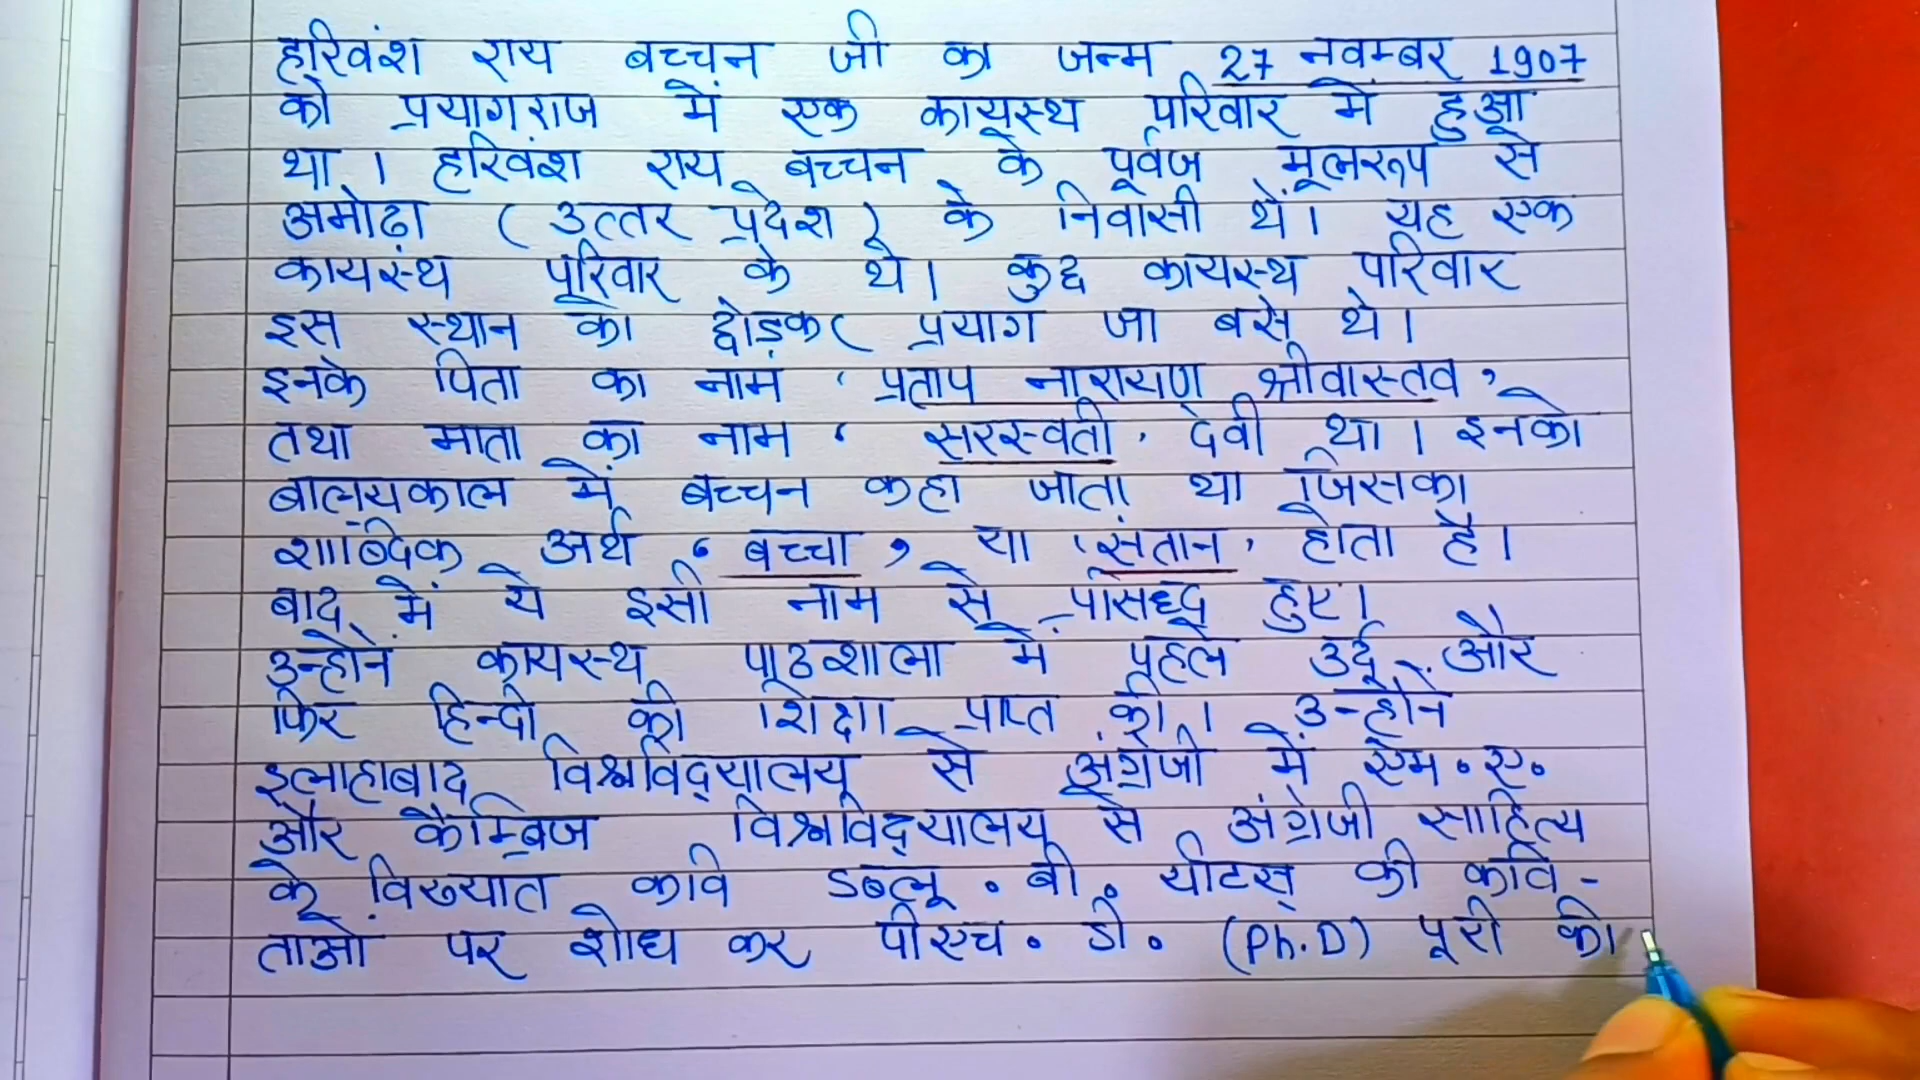 हरिवंश राय बच्चन जी का जन्म 27 नवम्बर 1907
को प्रयागराज में एक कायस्थ परिवार में हुआ
था। हरिवंश राय बच्चन के पूर्वज मूलरूप से
अमोढ़ा (उत्तर प्रदेश) के निवासी थे। यह एक
कायस्थ परिवार के थे। कुछ कायस्थ परिवार
इस स्थान को छोड़कर प्रयाग जा बसे थे।
इनके पिता का नाम 'प्रताप नारायण श्रीवास्तव'
तथा माता का नाम 'सरस्वती' देवी था। इनको
बाल्यकाल में बच्चन कहा जाता था जिसका
शाब्दिक अर्थ 'बच्चा' या 'संतान' होता है।
बाद में ये इसी नाम से प्रसिद्ध हुए।
उन्होंने कायस्थ पाठशाला में पहले उर्दू और
फिर हिन्दी की शिक्षा प्राप्त की। उन्होंने
इलाहाबाद विश्वविद्यालय से अंग्रेजी में एम॰ए॰
और कैम्ब्रिज विश्वविद्यालय से अंग्रेजी साहित्य
के विख्यात कवि डब्लू॰बी॰ यीटस् की कवि-
ताओं पर शोध कर पीएच॰डी॰ (Ph.D) पूरी की